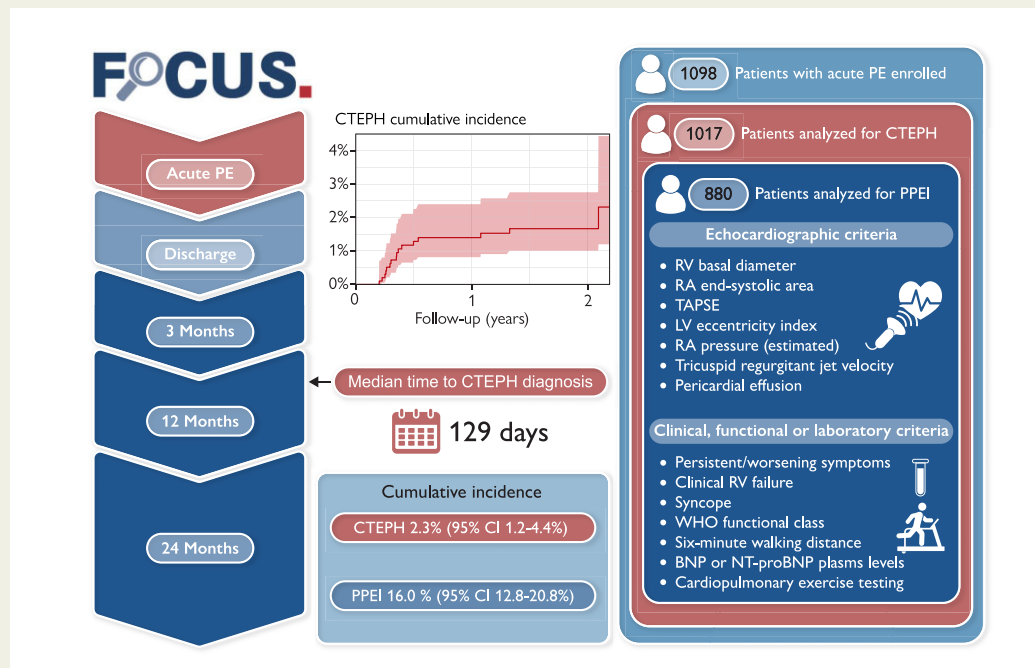 FOCUS.
Acute PE
Discharge
3 Months
12 Months
24 Months
CTEPH cumulative incidence
4%
3%
2%
1%
0%
0
1
2
Follow-up (years)
Median time to CTEPH diagnosis
129 days
Cumulative incidence
CTEPH 2.3% (95% CI 1.2-4.4%)
PPEI 16.0 % (95% CI 12.8-20.8%)
1098 Patients with acute PE enrolled
1017 Patients analyzed for CTEPH
880 Patients analyzed for PPEI
Echocardiographic criteria
• RV basal diameter
• RA end-systolic area
• TAPSE
• LV eccentricity index
• RA pressure (estimated)
• Tricuspid regurgitant jet velocity
• Pericardial effusion
Clinical, functional or laboratory criteria
• Persistent/worsening symptoms
• Clinical RV failure
• Syncope
• WHO functional class
• Six-minute walking distance
• BNP or NT-proBNP plasms levels
• Cardiopulmonary exercise testing